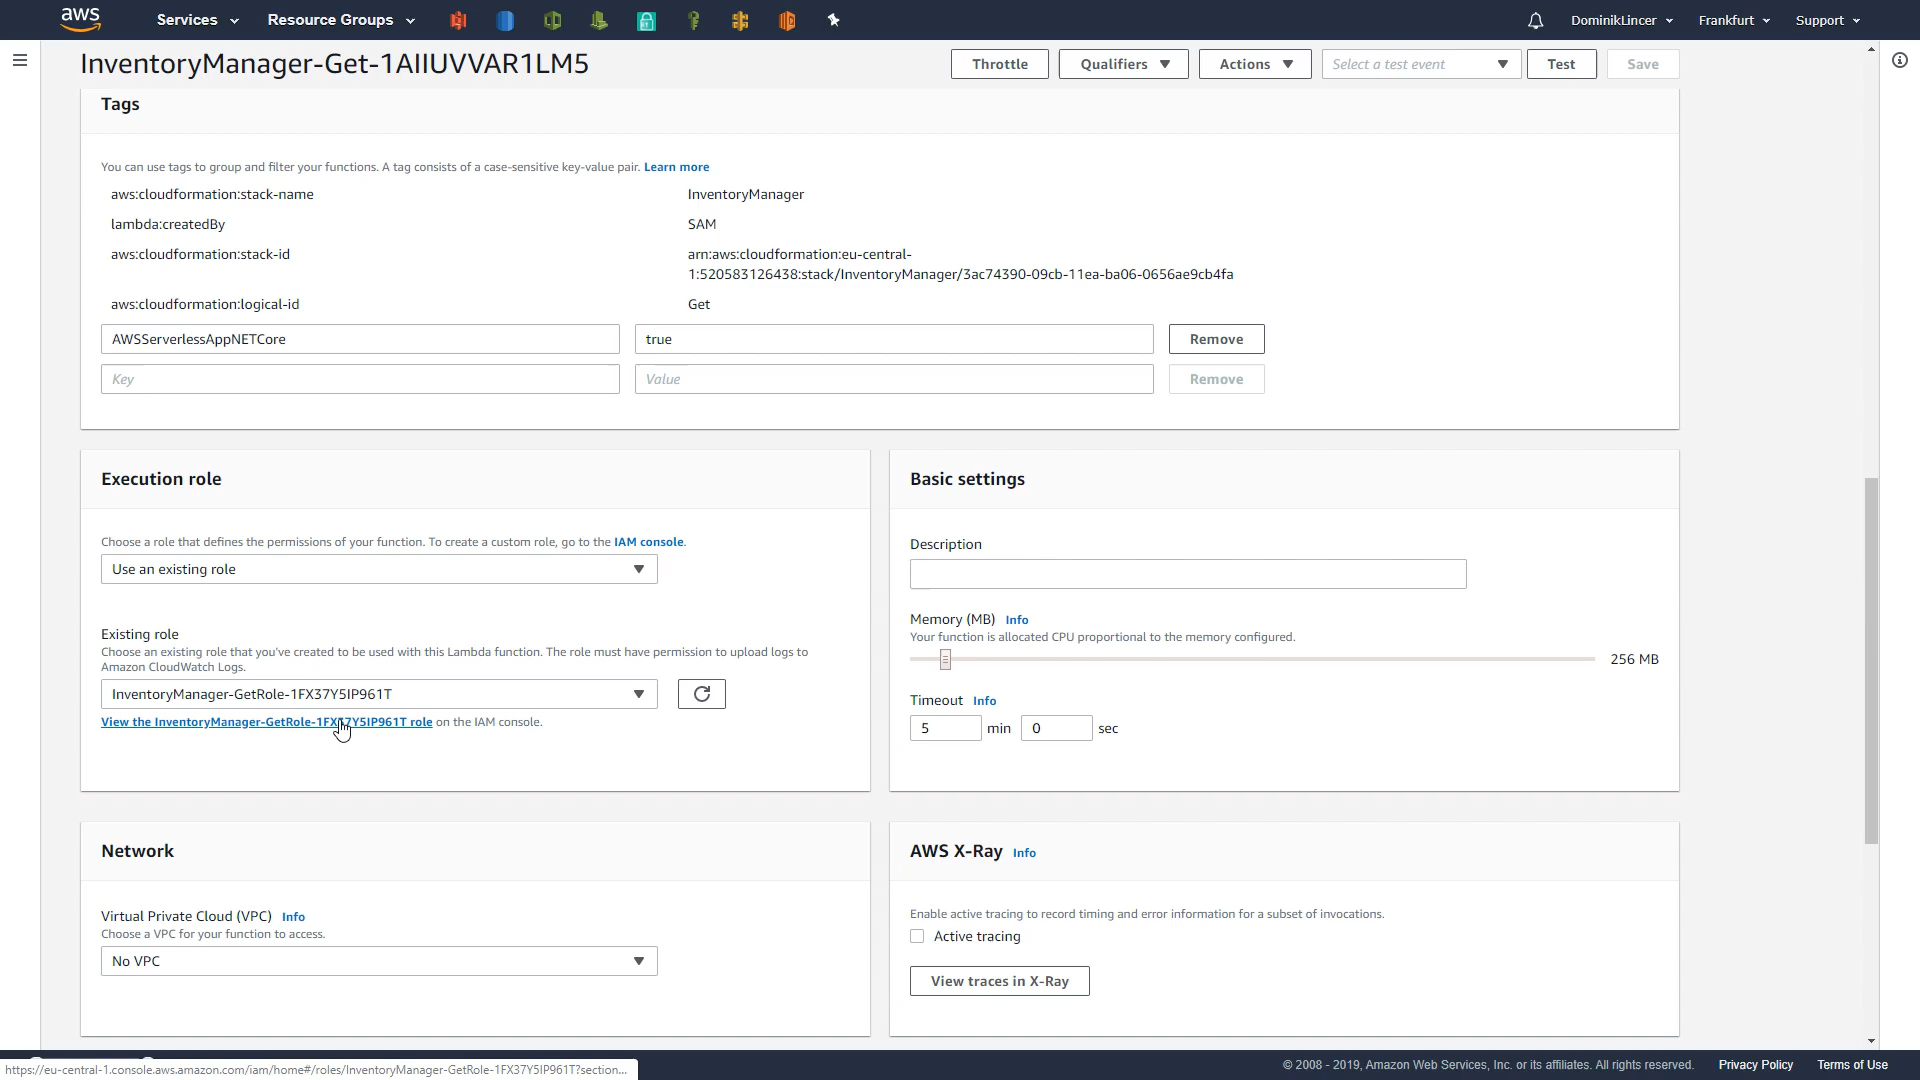 aws
Services
Resource Groups
DominikLincer
Frankfurt
Support
InventoryManager-Get-1AIIUVVAR1LM5
Throttle
Qualifiers
Actions
Select a test event
Test
Save
Tags
You can use tags to group and filter your functions. A tag consists of a case-sensitive key-value pair. Learn more
aws:cloudformation:stack-name
InventoryManager
lambda:createdBy
SAM
aws:cloudformation:stack-id
arn:aws:cloudformation:eu-central-
1:520583126438:stack/InventoryManager/3ac74390-09cb-11ea-ba06-0656ae9cb4fa
aws:cloudformation:logical-id
Get
AWSServerlessAppNETCore
true
Remove
Key
Value
Remove
Execution role
Choose a role that defines the permissions of your function. To create a custom role, go to the IAM console.
Use an existing role
Existing role
Choose an existing role that you've created to be used with this Lambda function. The role must have permission to upload logs to
Amazon CloudWatch Logs.
InventoryManager-GetRole-1FX37Y5IP961T
View the InventoryManager-GetRole-1FX37Y5IP961T role on the IAM console.
Basic settings
Description
Memory (MB) Info
Your function is allocated CPU proportional to the memory configured.
256 MB
Timeout Info
5 min 0 sec
Network
Virtual Private Cloud (VPC) Info
Choose a VPC for your function to access.
No VPC
AWS X-Ray Info
Enable active tracing to record timing and error information for a subset of invocations.
Active tracing
View traces in X-Ray
https://eu-central-1.console.aws.amazon.com/iam/home#/roles/InventoryManager-GetRole-1FX37Y5IP961T?section...
© 2008 - 2019, Amazon Web Services, Inc. or its affiliates. All rights reserved.
Privacy Policy
Terms of Use